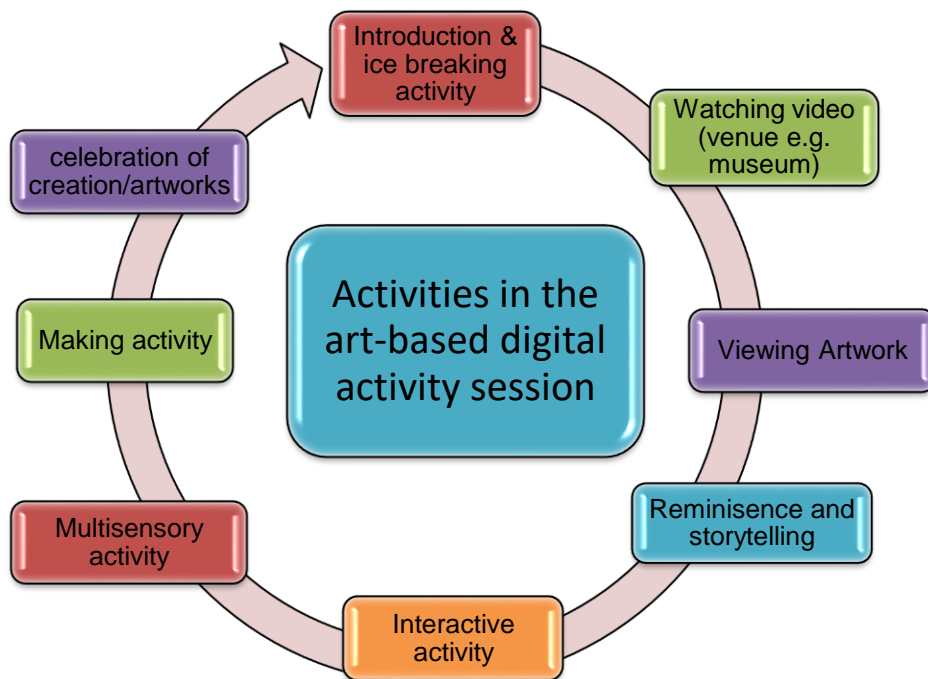 Introduction &
ice breaking
activity
Watching video
(venue e.g.
museum)
Viewing Artwork
Reminisence and
storytelling
Interactive
activity
Multisensory
activity
Making activity
celebration of
creation/artworks
Activities in the
art-based digital
activity session